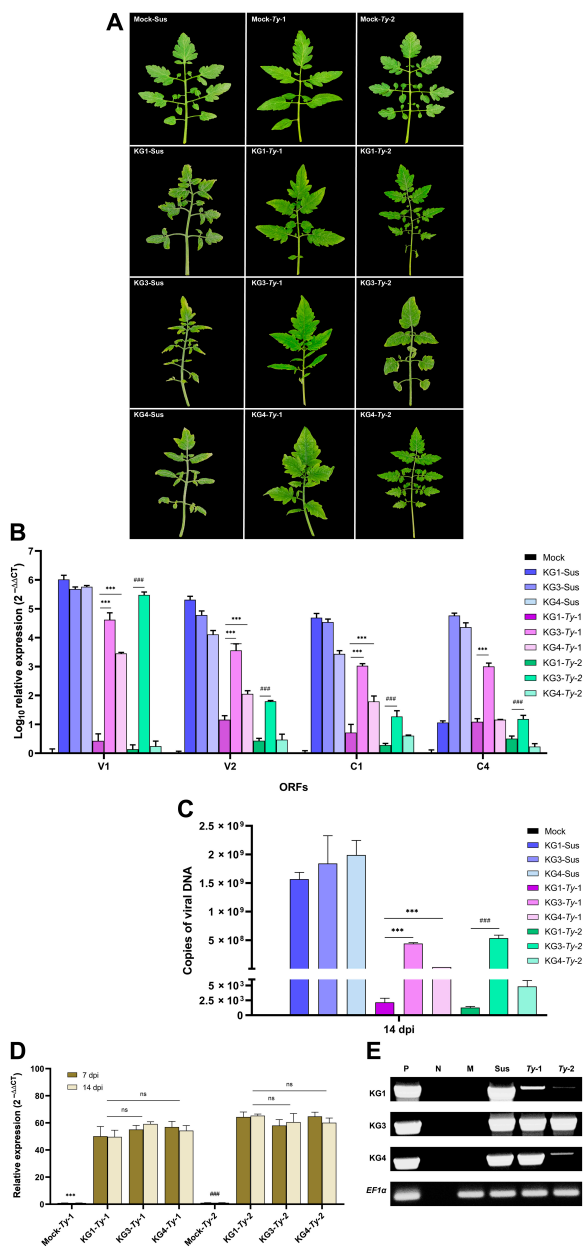 A
Mock-Sus
Mock-Ty-1
Mock-Ty-2
KG1-Sus
KG1-Ty-1
KG1-Ty-2
KG3-Sus
KG3-Ty-1
KG3-Ty-2
KG4-Sus
KG4-Ty-1
KG4-Ty-2
B
Log10 relative expression (2^−ΔΔCT)
7
6
5
4
3
2
1
0
***
***
###
***
***
###
***
***
###
***
###
V1
V2
C1
C4
ORFs
Mock
KG1-Sus
KG3-Sus
KG4-Sus
KG1-Ty-1
KG3-Ty-1
KG4-Ty-1
KG1-Ty-2
KG3-Ty-2
KG4-Ty-2
C
Copies of viral DNA
2.5 × 10^9
2.0 × 10^9
1.5 × 10^9
5 × 10^8
5 × 10^3
2.5 × 10^3
0
***
***
###
14 dpi
Mock
KG1-Sus
KG3-Sus
KG4-Sus
KG1-Ty-1
KG3-Ty-1
KG4-Ty-1
KG1-Ty-2
KG3-Ty-2
KG4-Ty-2
D
Relative expression (2^−ΔΔCT)
100
80
60
40
20
0
7 dpi
14 dpi
***
ns
ns
###
ns
ns
Mock-Ty-1
KG1-Ty-1
KG3-Ty-1
KG4-Ty-1
Mock-Ty-2
KG1-Ty-2
KG3-Ty-2
KG4-Ty-2
E
P N M Sus Ty-1 Ty-2
KG1
KG3
KG4
EF1α